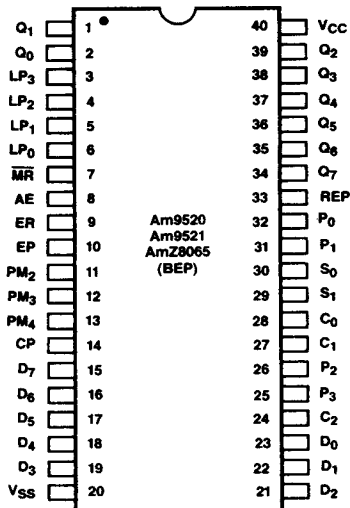 Q₁ 1 40 VCC
Q₀ 2 39 Q₂
LP₃ 3 38 Q₃
LP₂ 4 37 Q₄
LP₁ 5 36 Q₅
LP₀ 6 35 Q₆
M̅R̅ 7 34 Q₇
AE 8 33 REP
ER 9 Am9520 32 P₀
EP 10 Am9521 31 P₁
AmZ8065
PM₂ 11 (BEP) 30 S₀
PM₃ 12 29 S₁
PM₄ 13 28 C₀
CP 14 27 C₁
D₇ 15 26 P₂
D₆ 16 25 P₃
D₅ 17 24 C₂
D₄ 18 23 D₀
D₃ 19 22 D₁
VSS 20 21 D₂